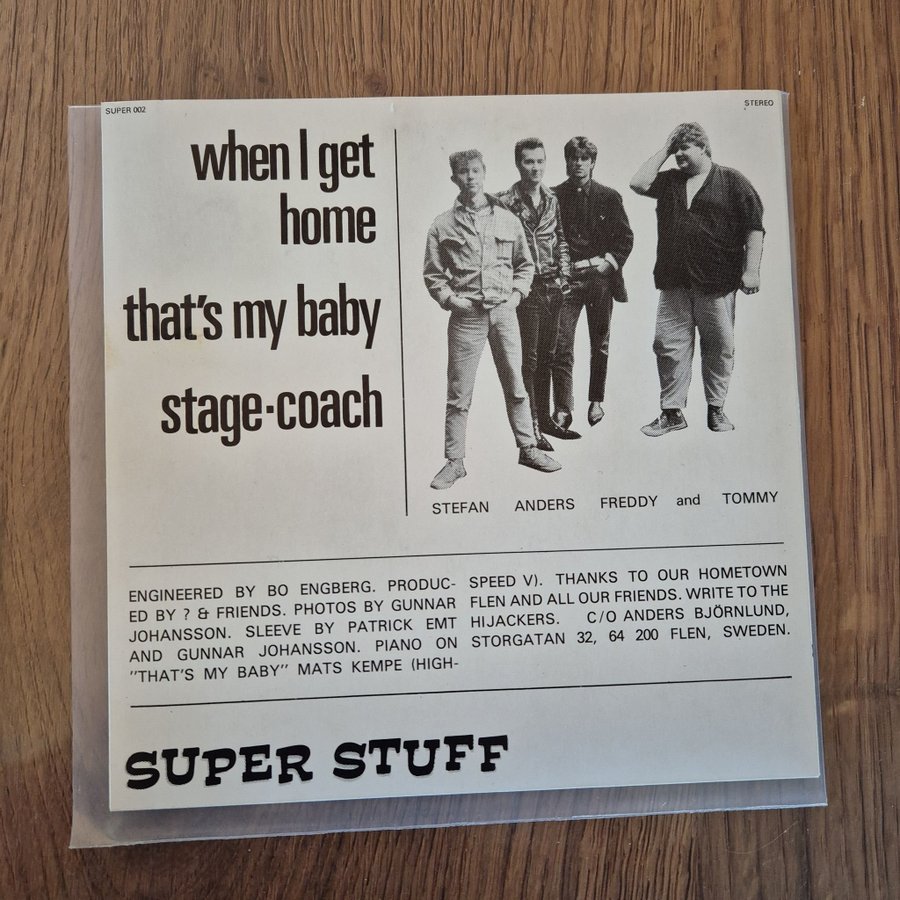 SUPER 002
STEREO
when I get
home
that's my baby
stage·coach
STEFAN ANDERS FREDDY and TOMMY
ENGINEERED BY BO ENGBERG. PRODUC-
ED BY ? & FRIENDS. PHOTOS BY GUNNAR
JOHANSSON. SLEEVE BY PATRICK EMT
AND GUNNAR JOHANSSON. PIANO ON
"THAT'S MY BABY" MATS KEMPE (HIGH-
SPEED V). THANKS TO OUR HOMETOWN
FLEN AND ALL OUR FRIENDS. WRITE TO THE
HIJACKERS. C/O ANDERS BJÖRNLUND,
STORGATAN 32, 64 200 FLEN, SWEDEN.
SUPER STUFF